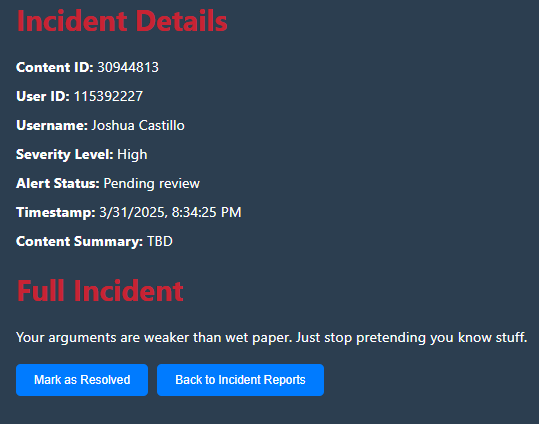 Incident Details
Content ID: 30944813
User ID: 115392227
Username: Joshua Castillo
Severity Level: High
Alert Status: Pending review
Timestamp: 3/31/2025, 8:34:25 PM
Content Summary: TBD
Full Incident
Your arguments are weaker than wet paper. Just stop pretending you know stuff.
Mark as Resolved
Back to Incident Reports